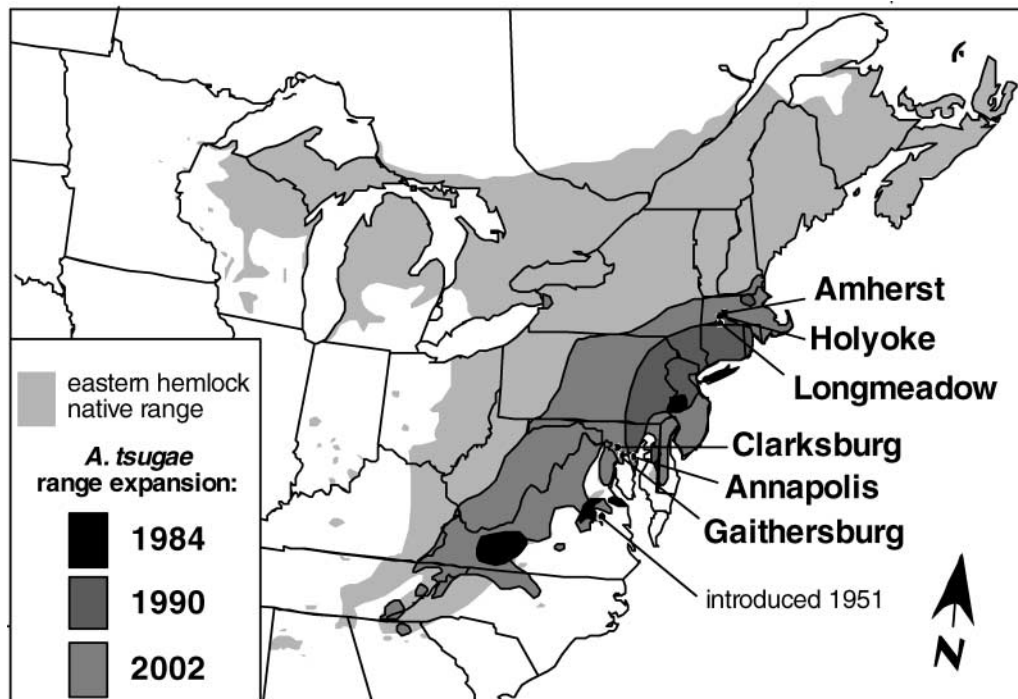 Amherst
Holyoke
Longmeadow
eastern hemlock
native range
A. tsugae
range expansion:
1984
1990
2002
Clarksburg
Annapolis
Gaithersburg
introduced 1951
N